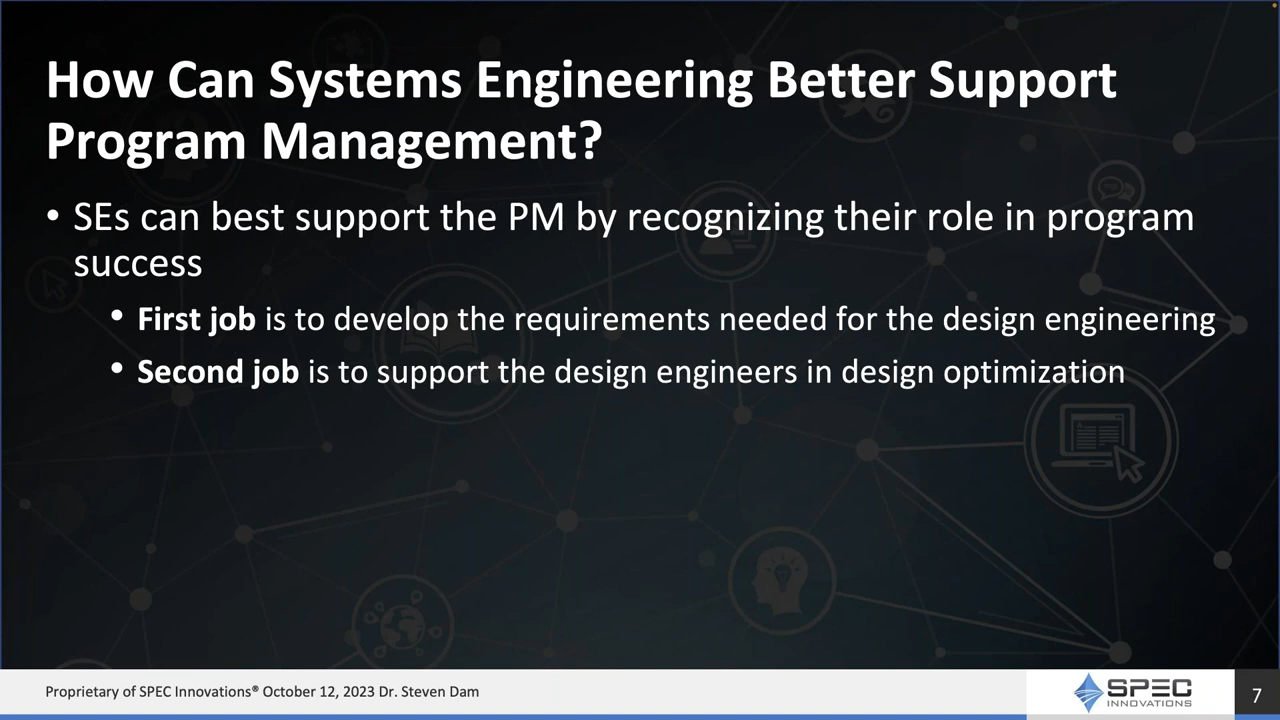 How Can Systems Engineering Better Support
Program Management?
• SEs can best support the PM by recognizing their role in program
success
• First job is to develop the requirements needed for the design engineering
• Second job is to support the design engineers in design optimization
Proprietary of SPEC Innovations® October 12, 2023 Dr. Steven Dam
SPEC
INNOVATIONS
7